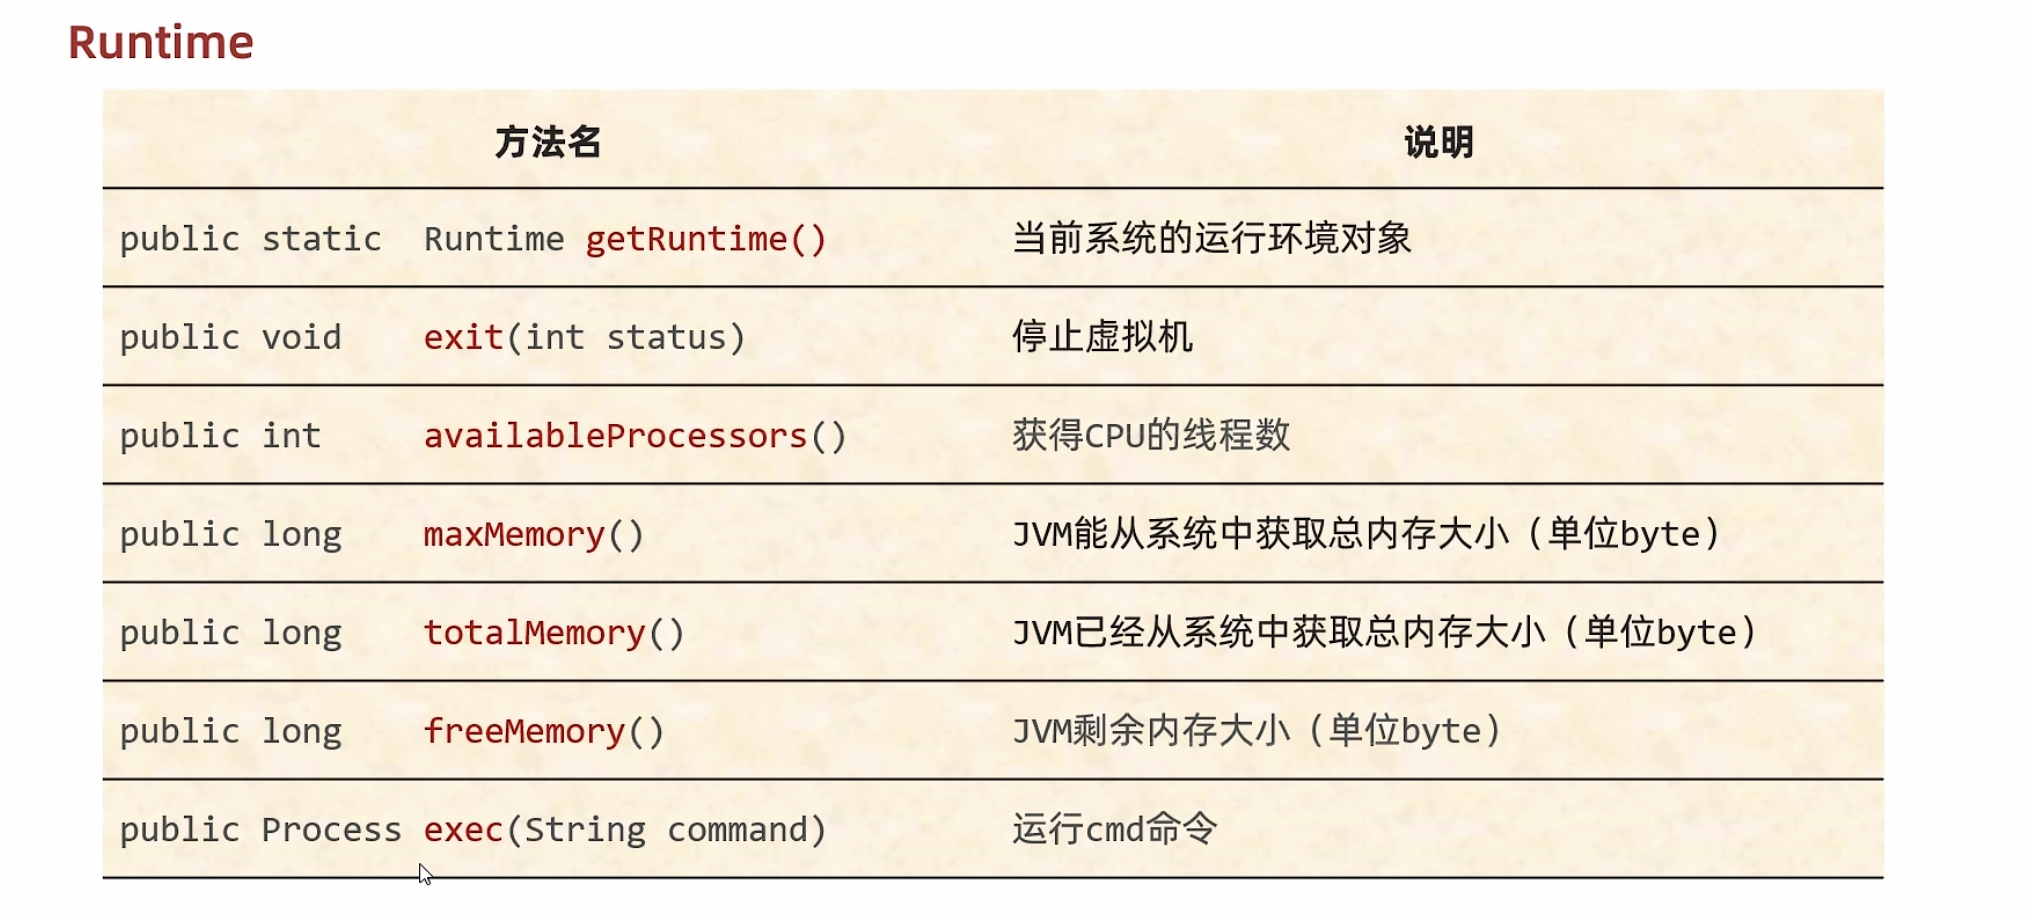 Runtime
方法名 说明
public static Runtime getRuntime() 当前系统的运行环境对象
public void exit(int status) 停止虚拟机
public int availableProcessors() 获得CPU的线程数
public long maxMemory() JVM能从系统中获取总内存大小（单位byte）
public long totalMemory() JVM已经从系统中获取总内存大小（单位byte）
public long freeMemory() JVM剩余内存大小（单位byte）
public Process exec(String command) 运行cmd命令